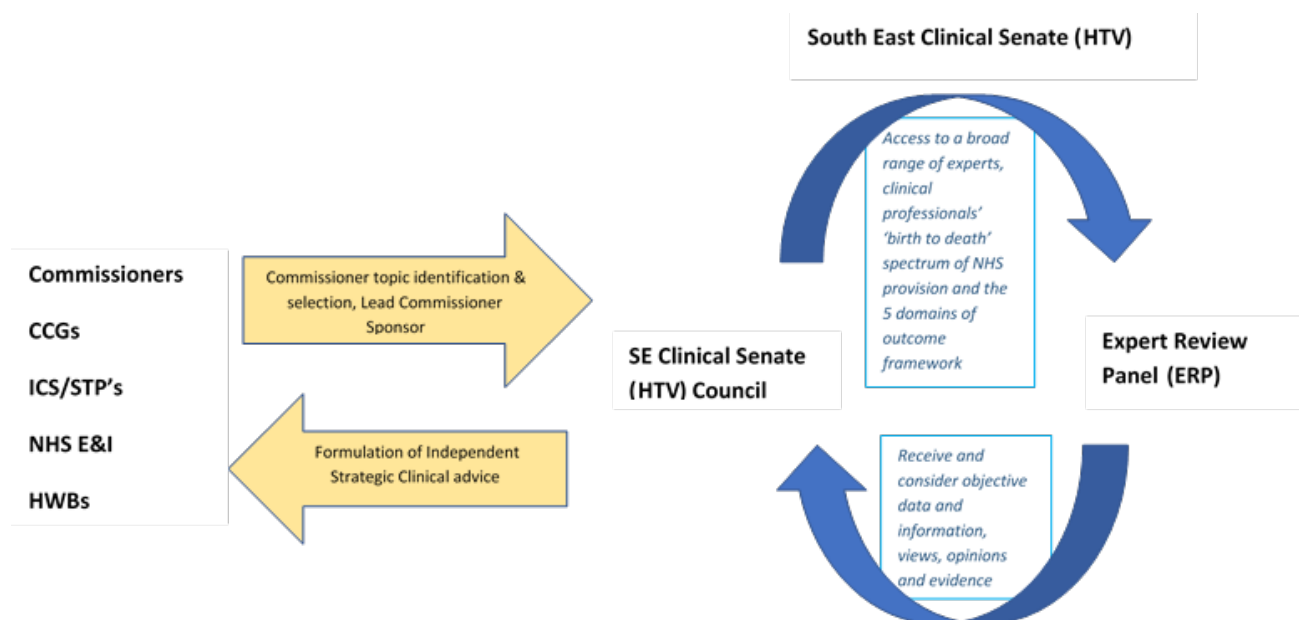 South East Clinical Senate (HTV)
Access to a broad
range of experts,
clinical
professionals’
‘birth to death’
spectrum of NHS
provision and the
5 domains of
outcome
framework
Commissioners
CCGs
ICS/STP’s
NHS E&I
HWBs
Commissioner topic identification &
selection, Lead Commissioner
Sponsor
SE Clinical Senate
(HTV) Council
Expert Review
Panel (ERP)
Formulation of Independent
Strategic Clinical advice
Receive and
consider objective
data and
information,
views, opinions
and evidence